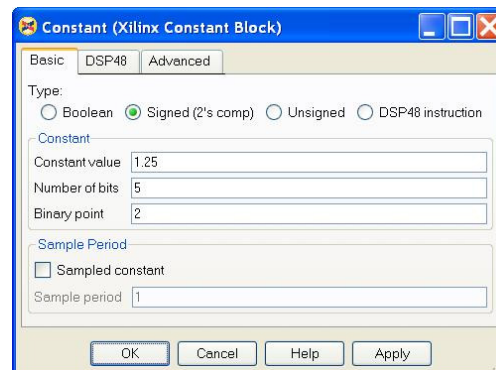 Constant (Xilinx Constant Block)
Basic DSP48 Advanced
Type:
Boolean Signed (2's comp) Unsigned DSP48 instruction
Constant
Constant value 1.25
Number of bits 5
Binary point 2
Sample Period
Sampled constant
Sample period 1
OK Cancel Help Apply